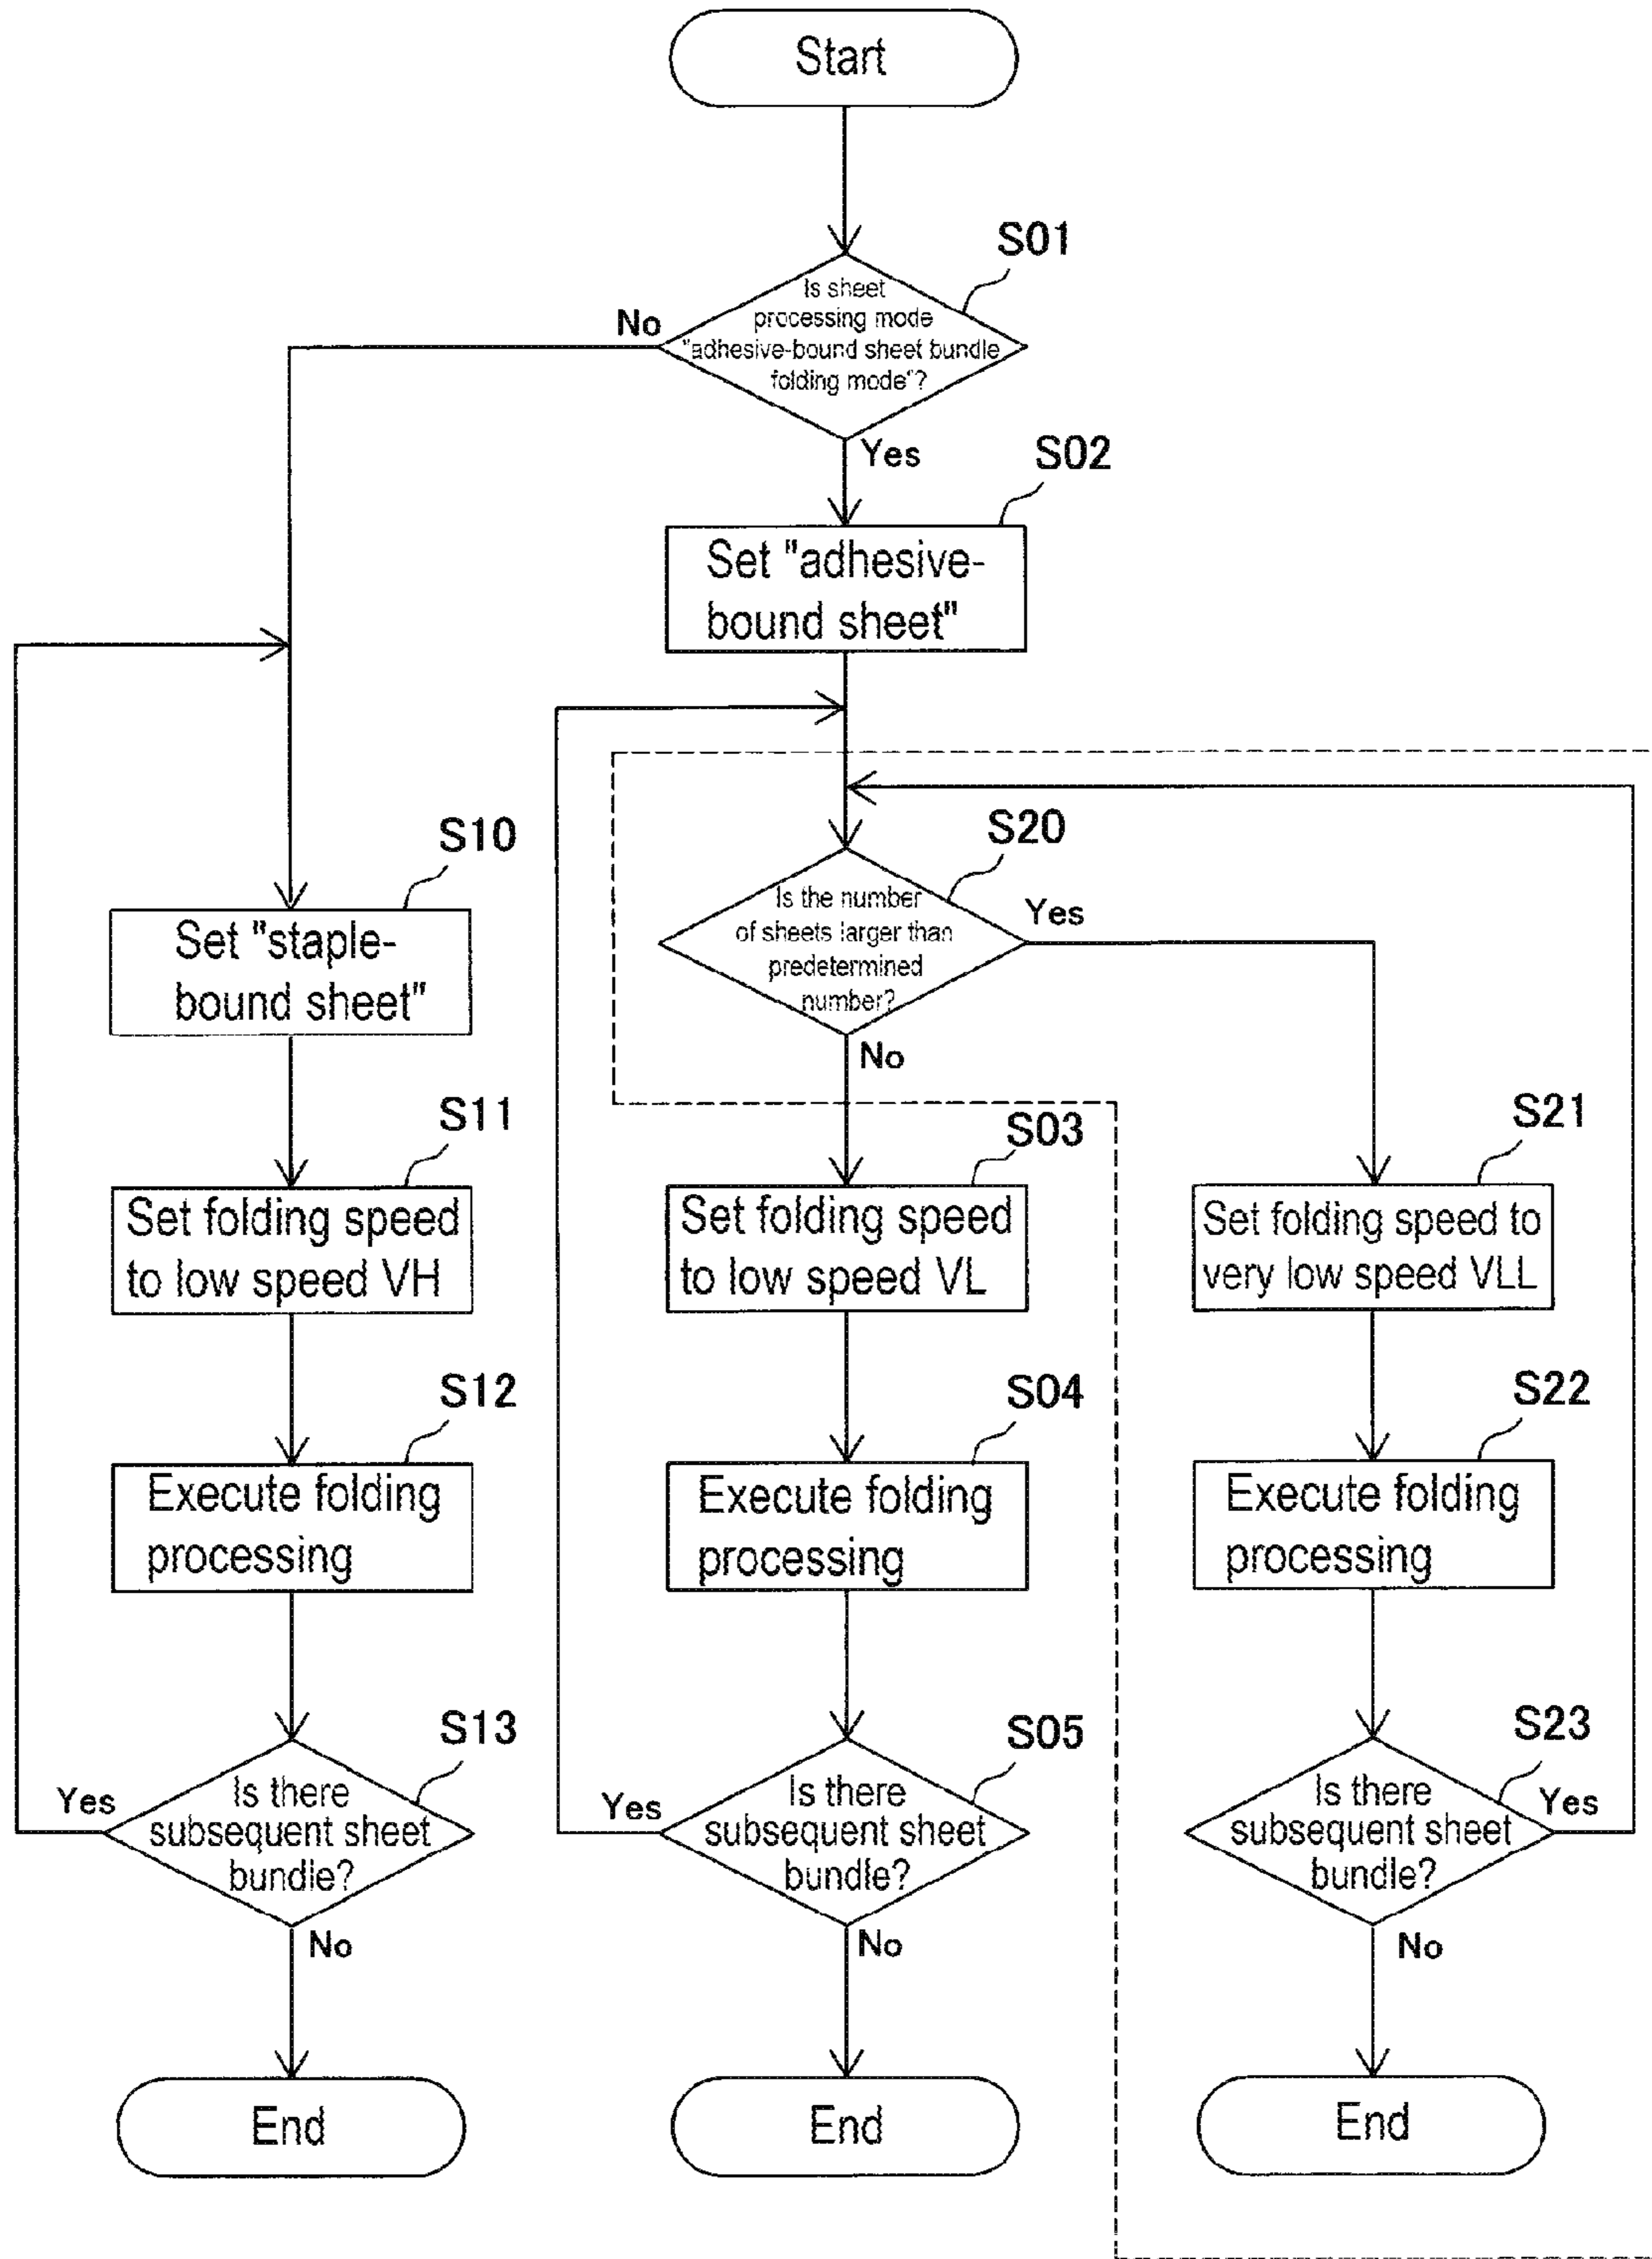 Start
S01
Is sheet
processing mode
"adhesive-bound sheet bundle
folding mode"?
No
Yes
S02
Set "adhesive-
bound sheet"
S10
Set "staple-
bound sheet"
S20
Is the number
of sheets larger than
predetermined
number?
Yes
No
S11
Set folding speed
to low speed VH
S03
Set folding speed
to low speed VL
S21
Set folding speed to
very low speed VLL
S12
Execute folding
processing
S04
Execute folding
processing
S22
Execute folding
processing
S13
Is there
subsequent sheet
bundle?
Yes
No
S05
Is there
subsequent sheet
bundle?
Yes
No
S23
Is there
subsequent sheet
bundle?
Yes
No
End
End
End